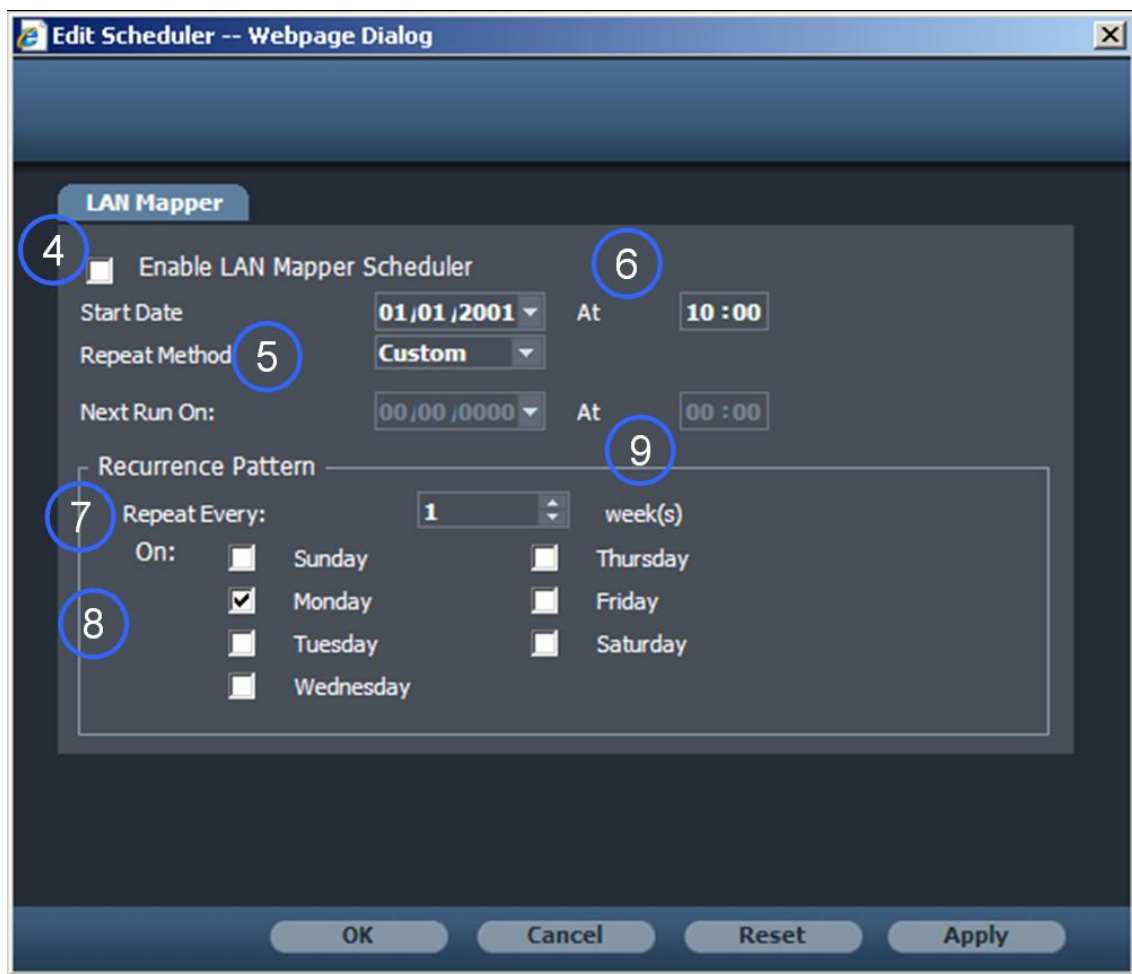 Edit Scheduler -- Webpage Dialog
LAN Mapper
4
Enable LAN Mapper Scheduler
6
Start Date 01/01/2001 At 10:00
Repeat Method 5 Custom
Next Run On: 00/00/0000 At 00:00
9
Recurrence Pattern
7 Repeat Every: 1 week(s)
On: Sunday Thursday
Monday Friday
8
Tuesday Saturday
Wednesday
OK Cancel Reset Apply